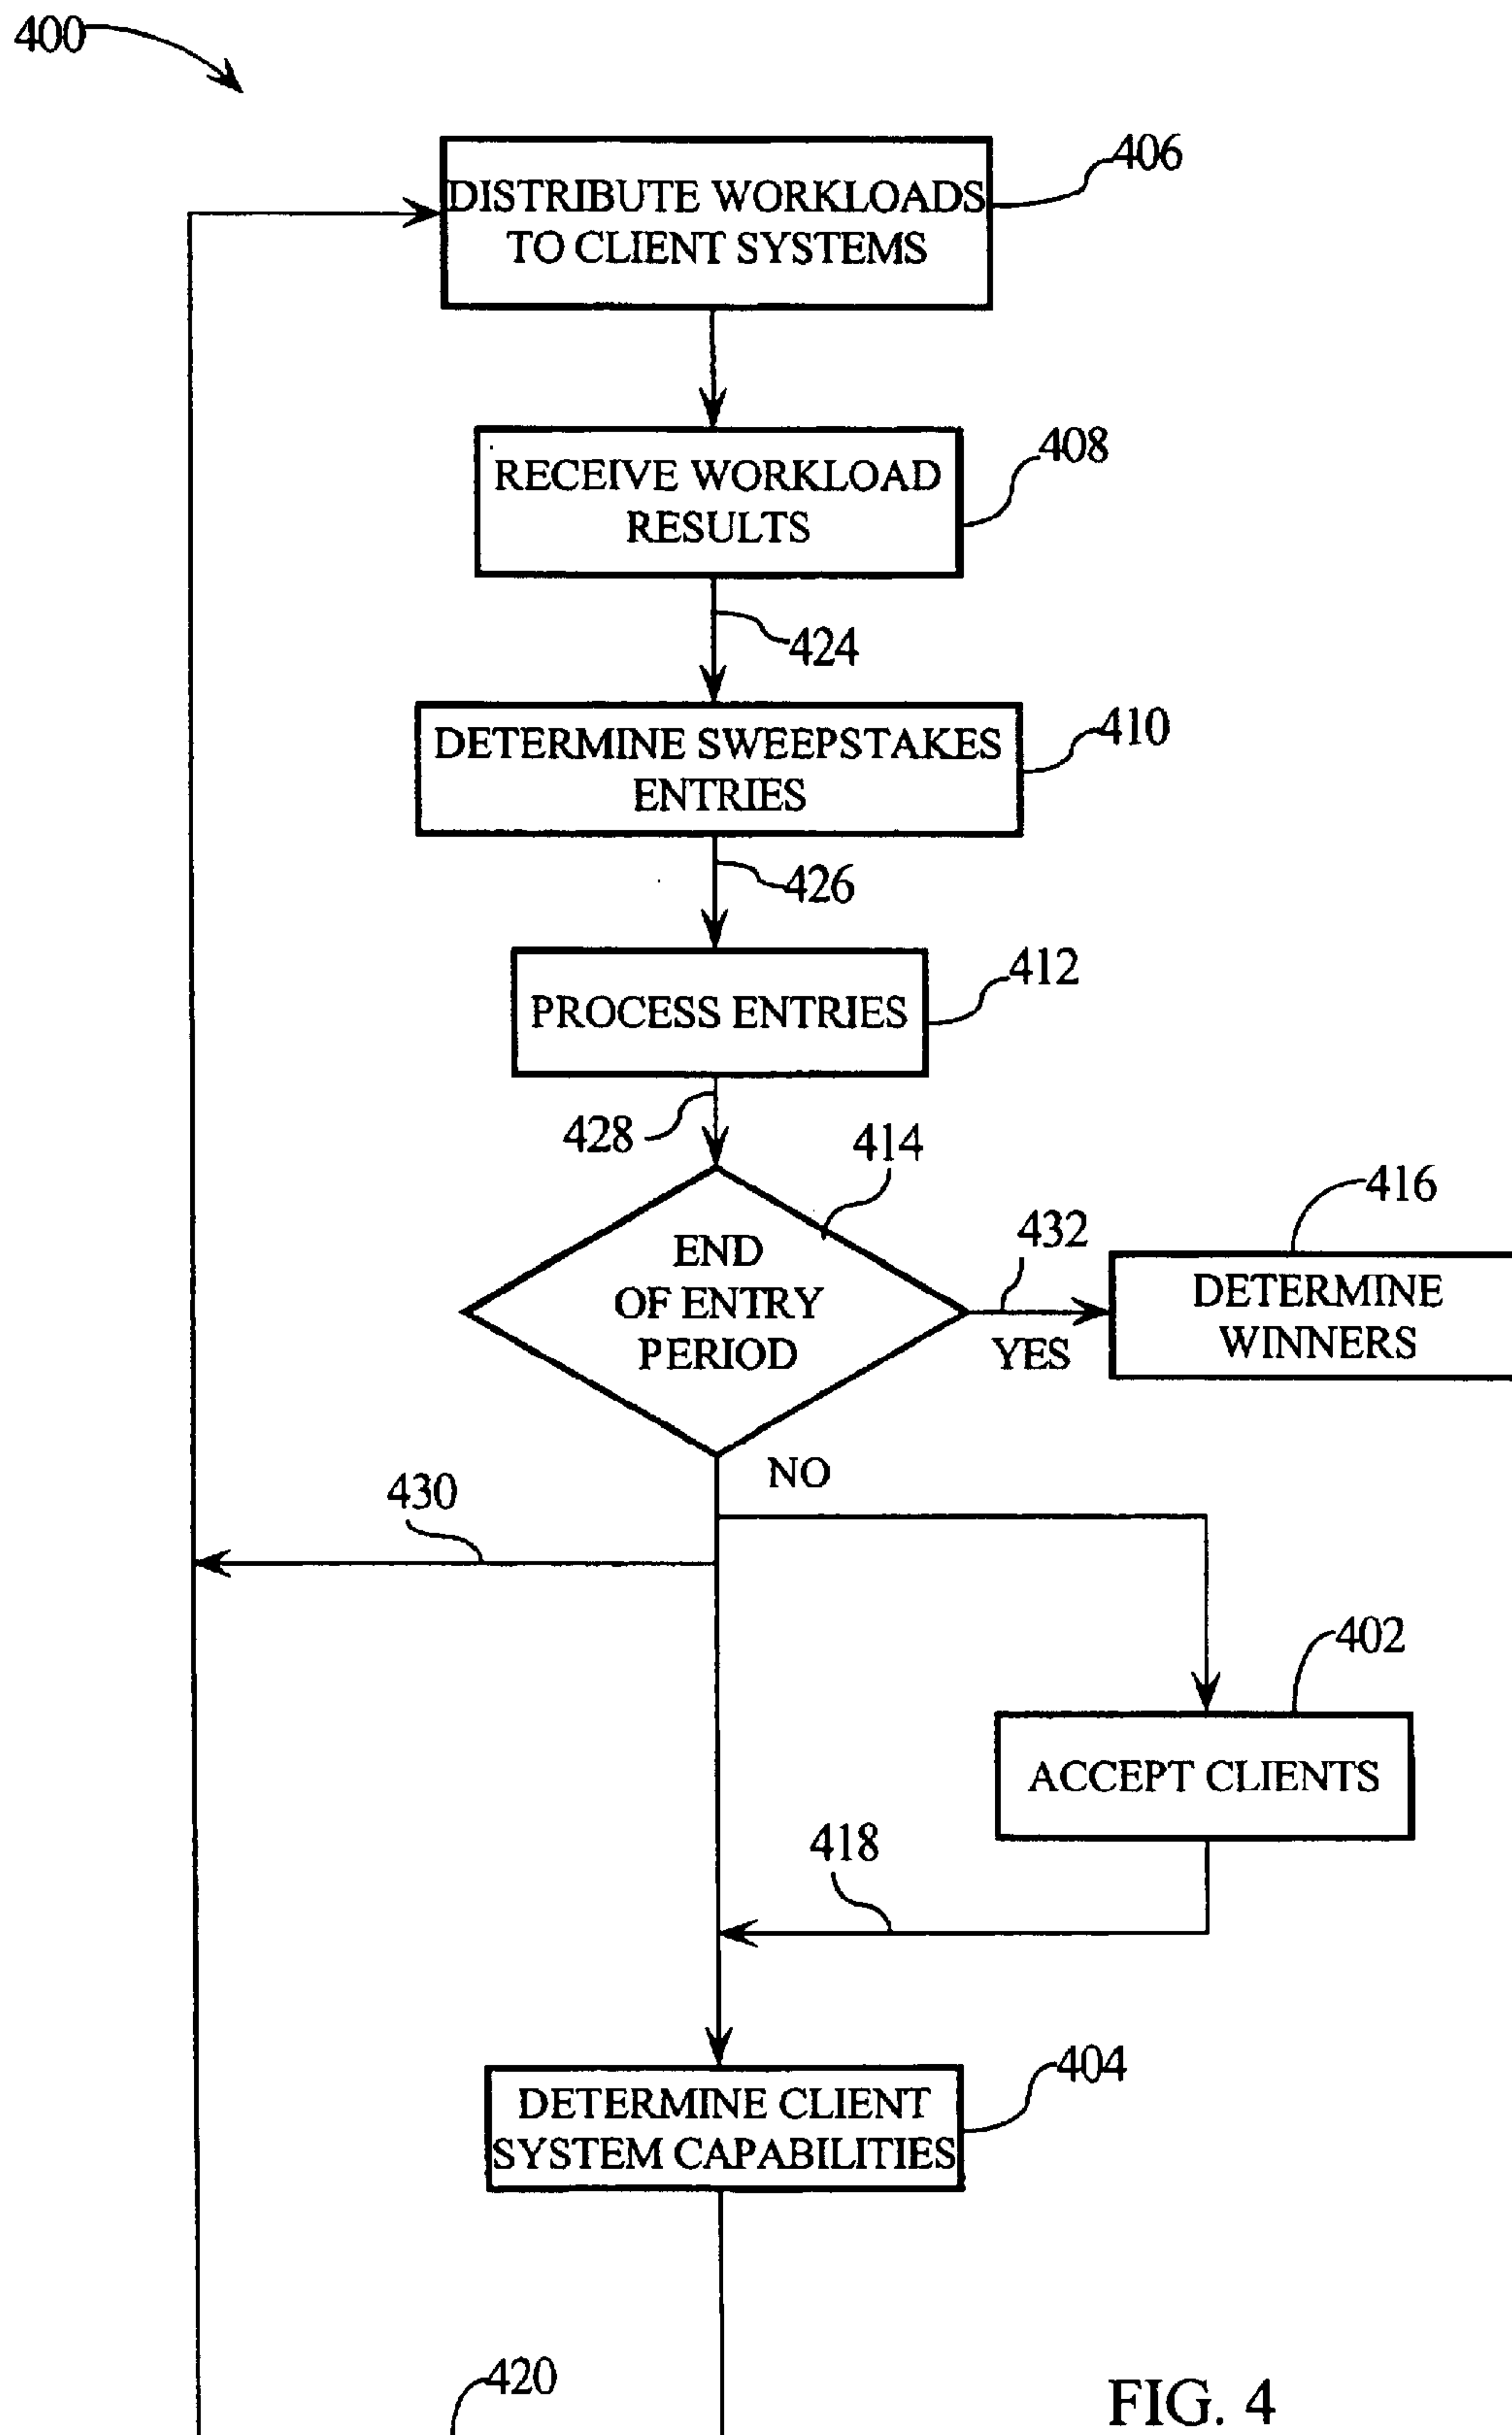 400
406
DISTRIBUTE WORKLOADS
TO CLIENT SYSTEMS
408
RECEIVE WORKLOAD
RESULTS
424
410
DETERMINE SWEEPSTAKES
ENTRIES
426
412
PROCESS ENTRIES
428
414
END
OF ENTRY
PERIOD
432
YES
416
DETERMINE
WINNERS
NO
430
402
ACCEPT CLIENTS
418
404
DETERMINE CLIENT
SYSTEM CAPABILITIES
420
FIG. 4